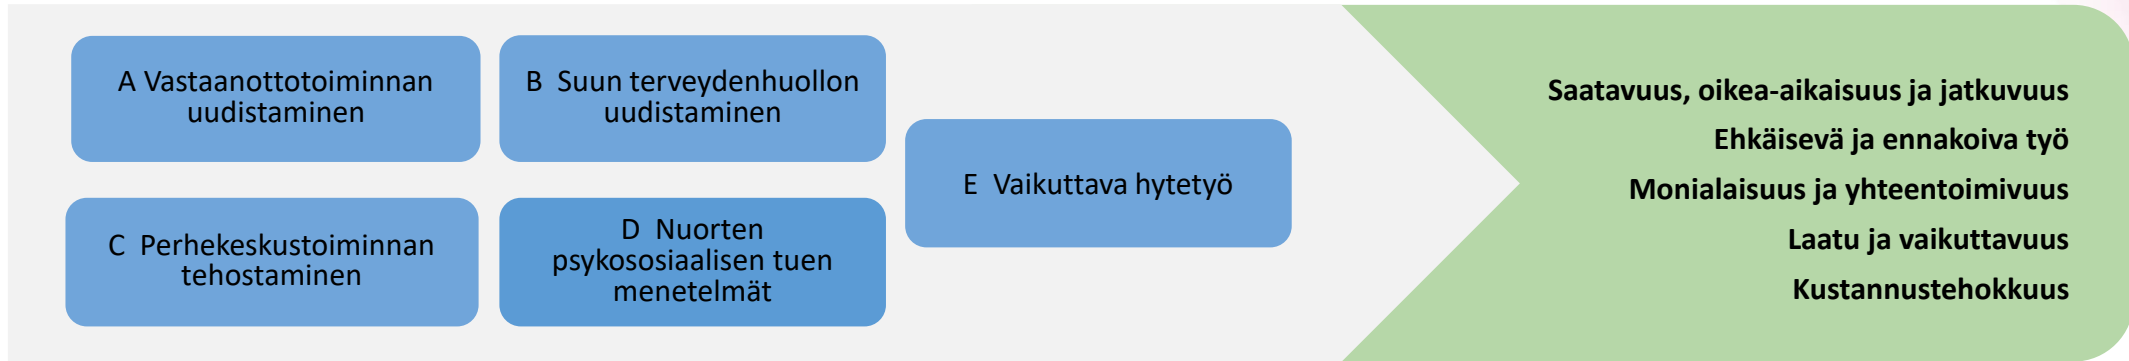 A Vastaanottotoiminnan
uudistaminen
B Suun terveydenhuollon
uudistaminen
C Perhekeskustoiminnan
tehostaminen
D Nuorten
psykososiaalisen tuen
menetelmät
E Vaikuttava hytetyö
Saatavuus, oikea-aikaisuus ja jatkuvuus
Ehkäisevä ja ennakoiva työ
Monialaisuus ja yhteentoimivuus
Laatu ja vaikuttavuus
Kustannustehokkuus